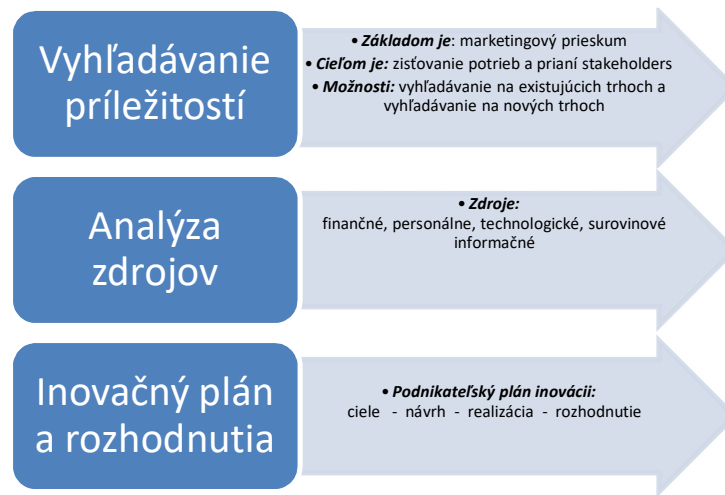 Vyhľadávanie
príležitostí
• Základom je: marketingový prieskum
• Cieľom je: zisťovanie potrieb a prianí stakeholders
• Možnosti: vyhľadávanie na existujúcich trhoch a
vyhľadávanie na nových trhoch
Analýza
zdrojov
• Zdroje:
finančné, personálne, technologické, surovinové
informačné
Inovačný plán
a rozhodnutia
• Podnikateľský plán inovácii:
ciele - návrh - realizácia - rozhodnutie